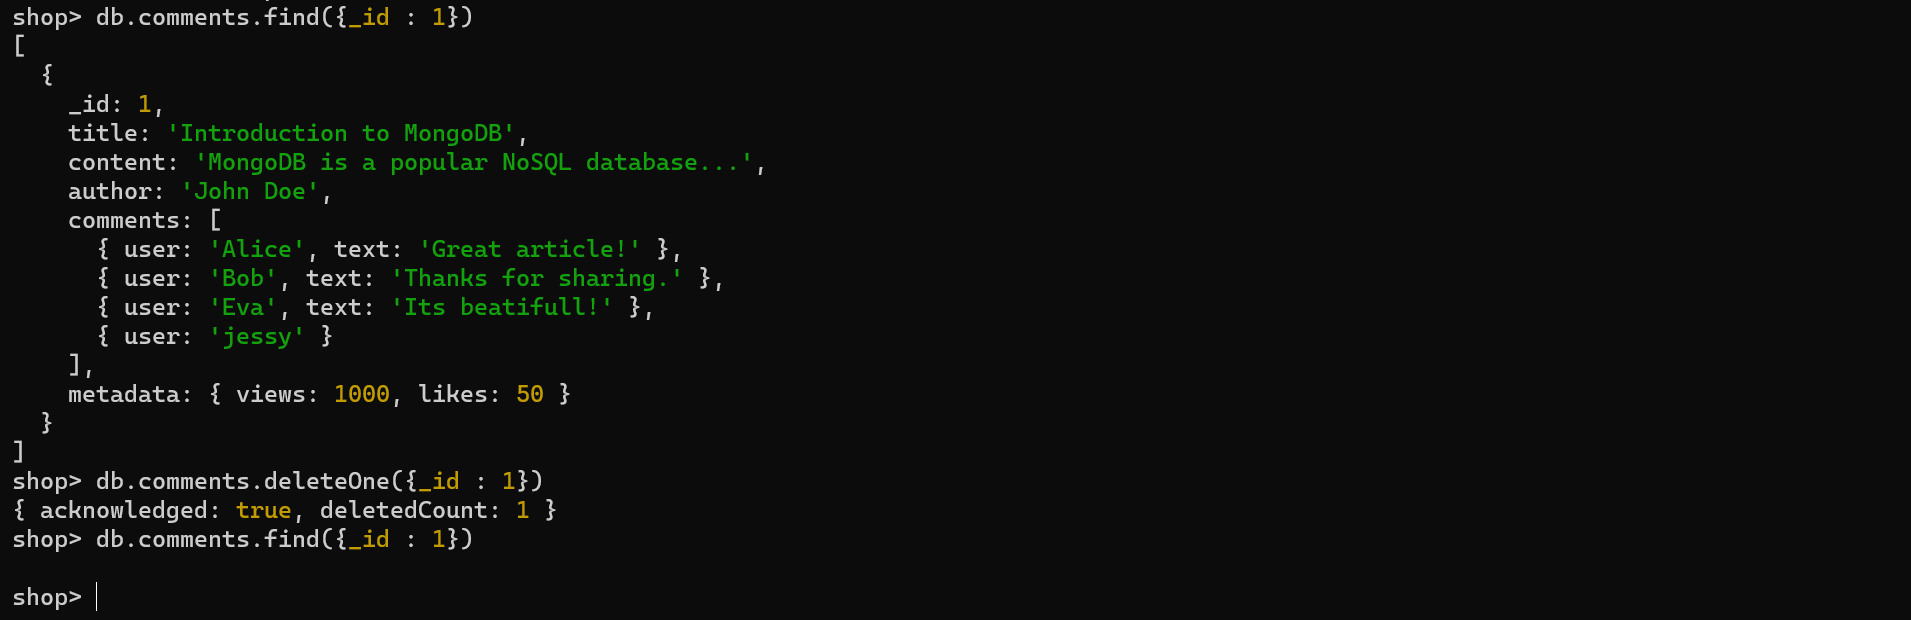 shop> db.comments.find({_id : 1})
[
  {
    _id: 1,
    title: 'Introduction to MongoDB',
    content: 'MongoDB is a popular NoSQL database...',
    author: 'John Doe',
    comments: [
      { user: 'Alice', text: 'Great article!' },
      { user: 'Bob', text: 'Thanks for sharing.' },
      { user: 'Eva', text: 'Its beatifull!' },
      { user: 'jessy' }
    ],
    metadata: { views: 1000, likes: 50 }
  }
]
shop> db.comments.deleteOne({_id : 1})
{ acknowledged: true, deletedCount: 1 }
shop> db.comments.find({_id : 1})

shop>